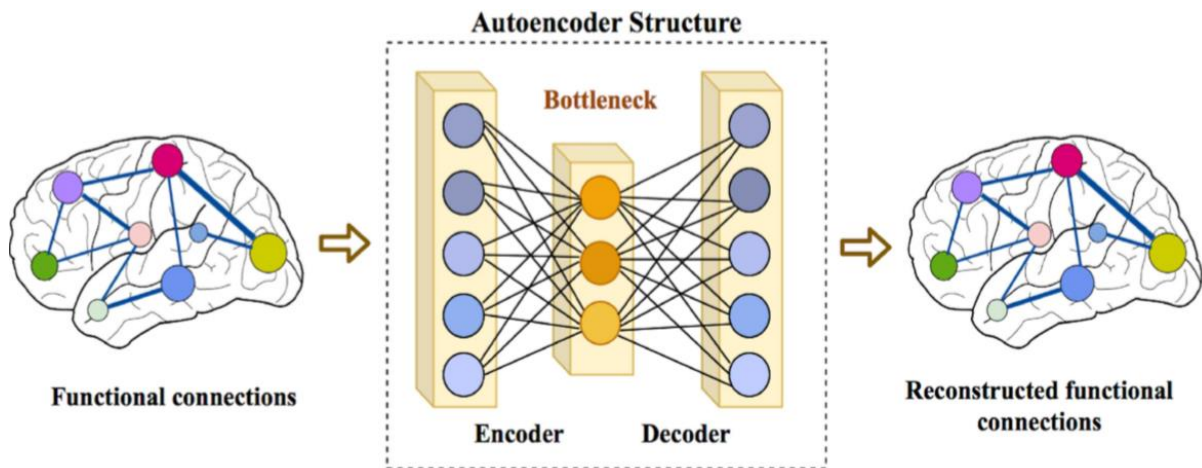 Autoencoder Structure
Bottleneck
Functional connections
Encoder
Decoder
Reconstructed functional
connections